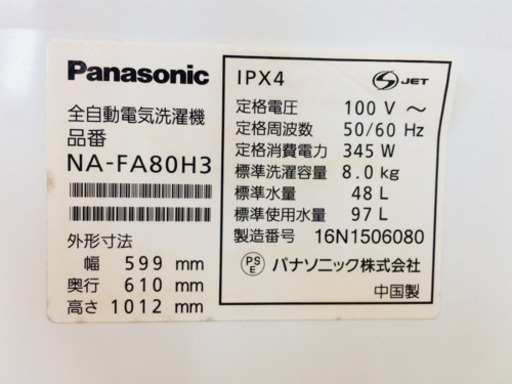 Panasonic
全自動電気洗濯機
品番
NA-FA80H3
外形寸法
幅 599 mm
奥行 610 mm
高さ 1012 mm
IPX4
S JET
定格電圧 100 V ～
定格周波数 50/60 Hz
定格消費電力 345 W
標準洗濯容量 8.0 kg
標準水量 48 L
標準使用水量 97 L
製造番号 16N1506080
PS E パナソニック株式会社
中国製